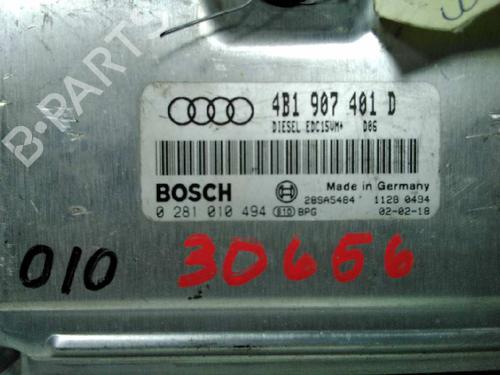 B-PARTS
4B1 907 401 D
DIESEL EDC15VM+ D06
BOSCH
Made in Germany
28SA5484 1128 0494
0 281 010 494 BPG 02-02-18
010 30656